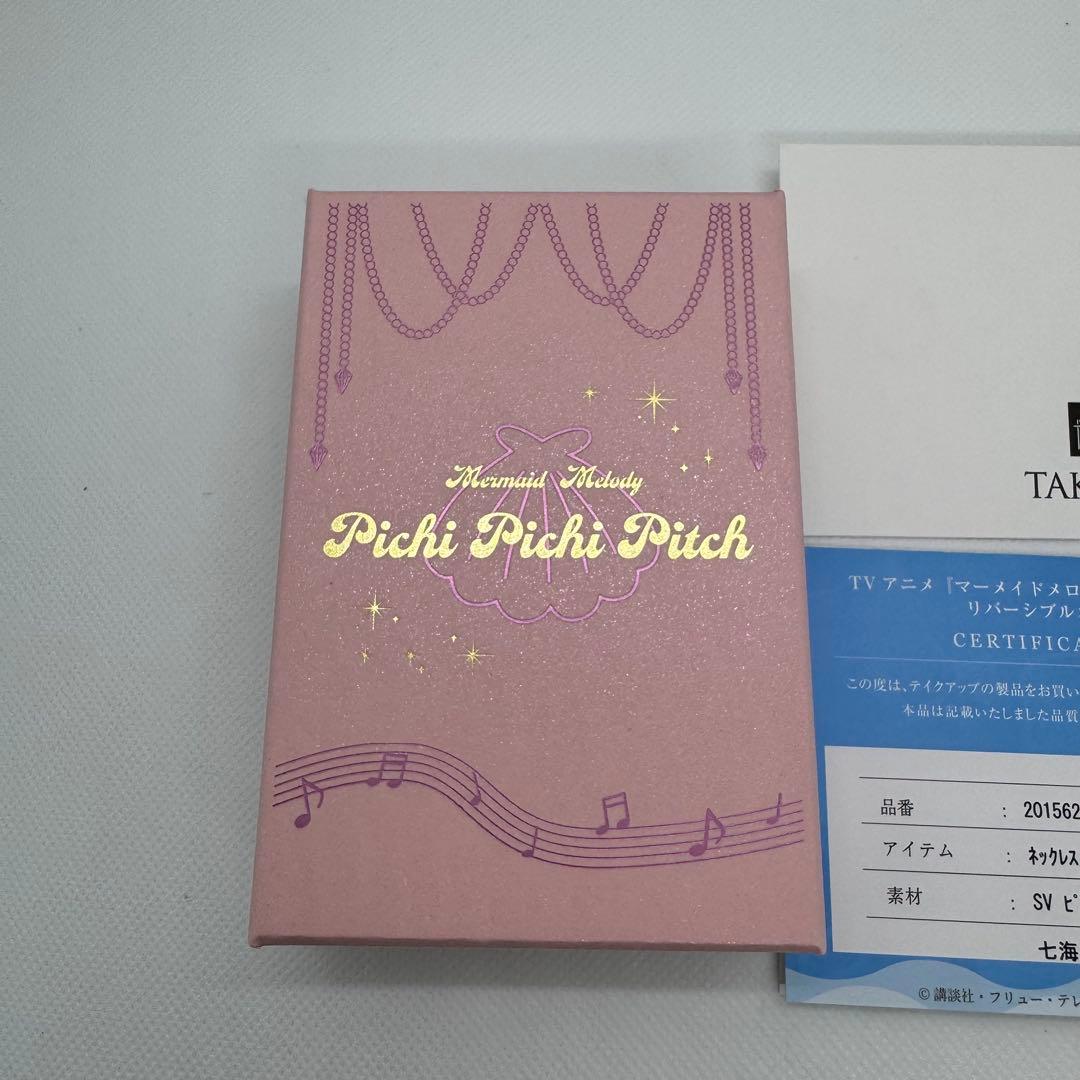 Mermaid Melody
Pichi Pichi Pitch
TAK
TV アニメ『マーメイドメロ
リバーシブル
CERTIFICA
この度は、テイクアップの製品をお買い
本品は記載いたしました品質
品番 : 201562
アイテム : ネックレス
素材 : SV ピ
七海
© 講談社・フリュー・テレ